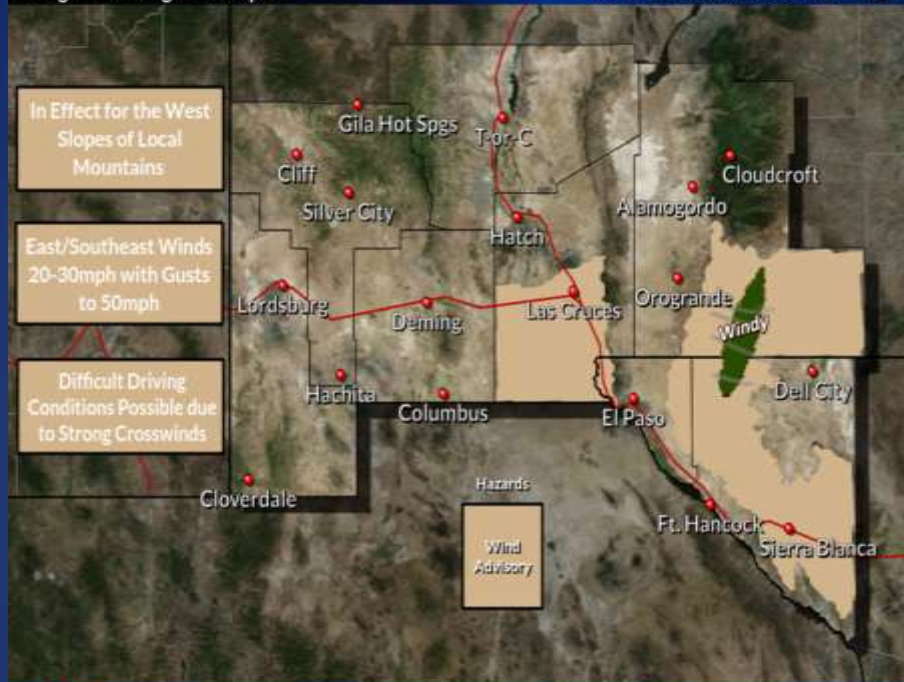 In Effect for the West
Slopes of Local
Mountains
East/Southeast Winds
20-30mph with Gusts
to 50mph
Difficult Driving
Conditions Possible due
to Strong Crosswinds
Gila Hot Spgs
T-or-C
Cliff
Cloudcroft
Silver City
Alamogordo
Hatch
Lordsburg
Deming
Las Cruces
Orogrande
Windy
Hachita
Columbus
El Paso
Dell City
Cloverdale
Hazards
Wind
Advisory
Ft. Hancock
Sierra Blanca